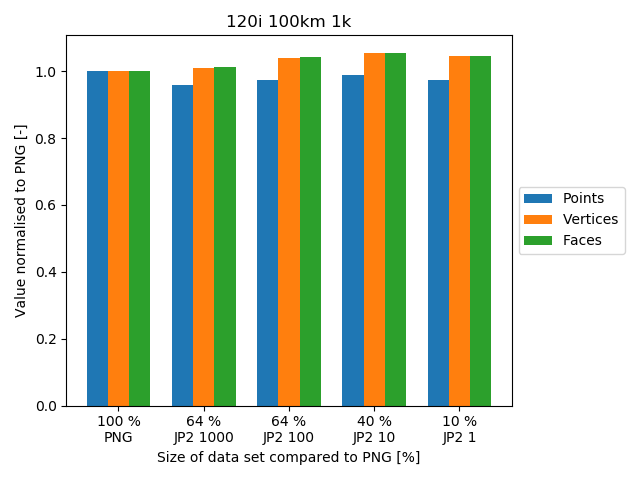 120i 100km 1k
Value normalised to PNG [-]
1.0
0.8
0.6
0.4
0.2
0.0
100 %
PNG
64 %
JP2 1000
64 %
JP2 100
40 %
JP2 10
10 %
JP2 1
Size of data set compared to PNG [%]
Points
Vertices
Faces